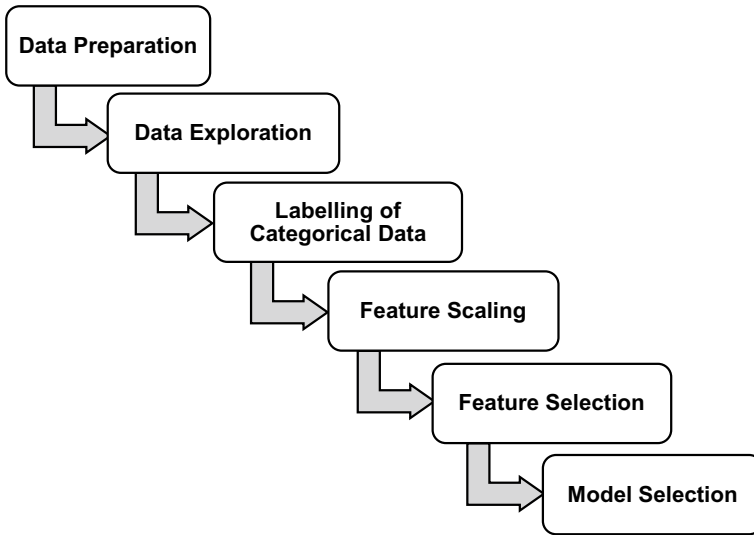 Data Preparation
Data Exploration
Labelling of
Categorical Data
Feature Scaling
Feature Selection
Model Selection